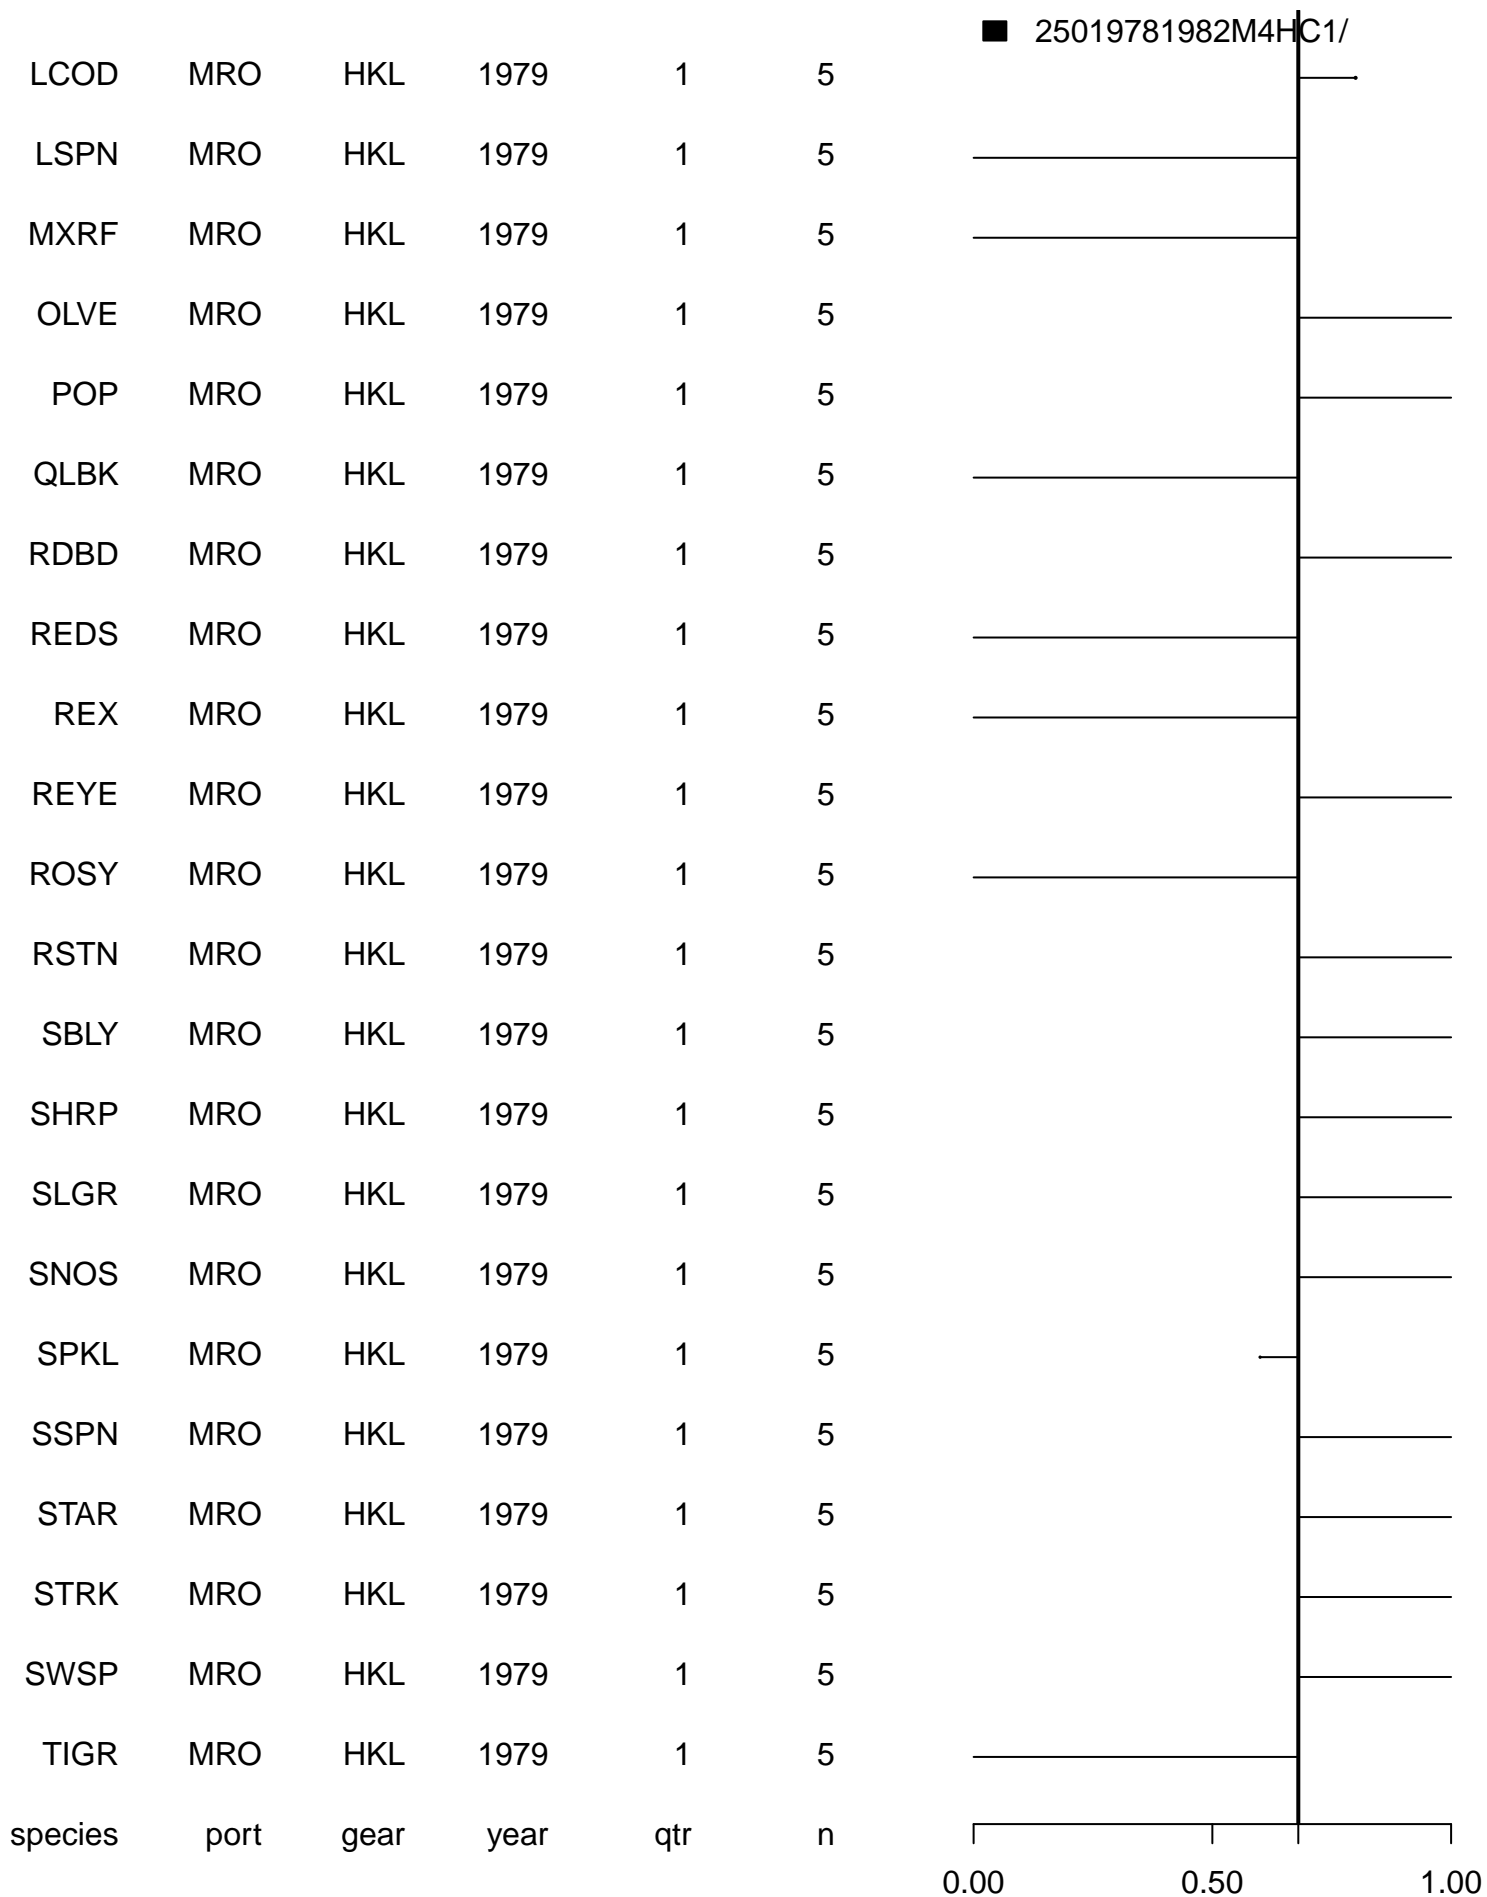 25019781982M4HC1/
LCOD MRO HKL 1979 1 5
LSPN MRO HKL 1979 1 5
MXRF MRO HKL 1979 1 5
OLVE MRO HKL 1979 1 5
POP MRO HKL 1979 1 5
QLBK MRO HKL 1979 1 5
RDBD MRO HKL 1979 1 5
REDS MRO HKL 1979 1 5
REX MRO HKL 1979 1 5
REYE MRO HKL 1979 1 5
ROSY MRO HKL 1979 1 5
RSTN MRO HKL 1979 1 5
SBLY MRO HKL 1979 1 5
SHRP MRO HKL 1979 1 5
SLGR MRO HKL 1979 1 5
SNOS MRO HKL 1979 1 5
SPKL MRO HKL 1979 1 5
SSPN MRO HKL 1979 1 5
STAR MRO HKL 1979 1 5
STRK MRO HKL 1979 1 5
SWSP MRO HKL 1979 1 5
TIGR MRO HKL 1979 1 5
species port gear year qtr n
0.00 0.50 1.00